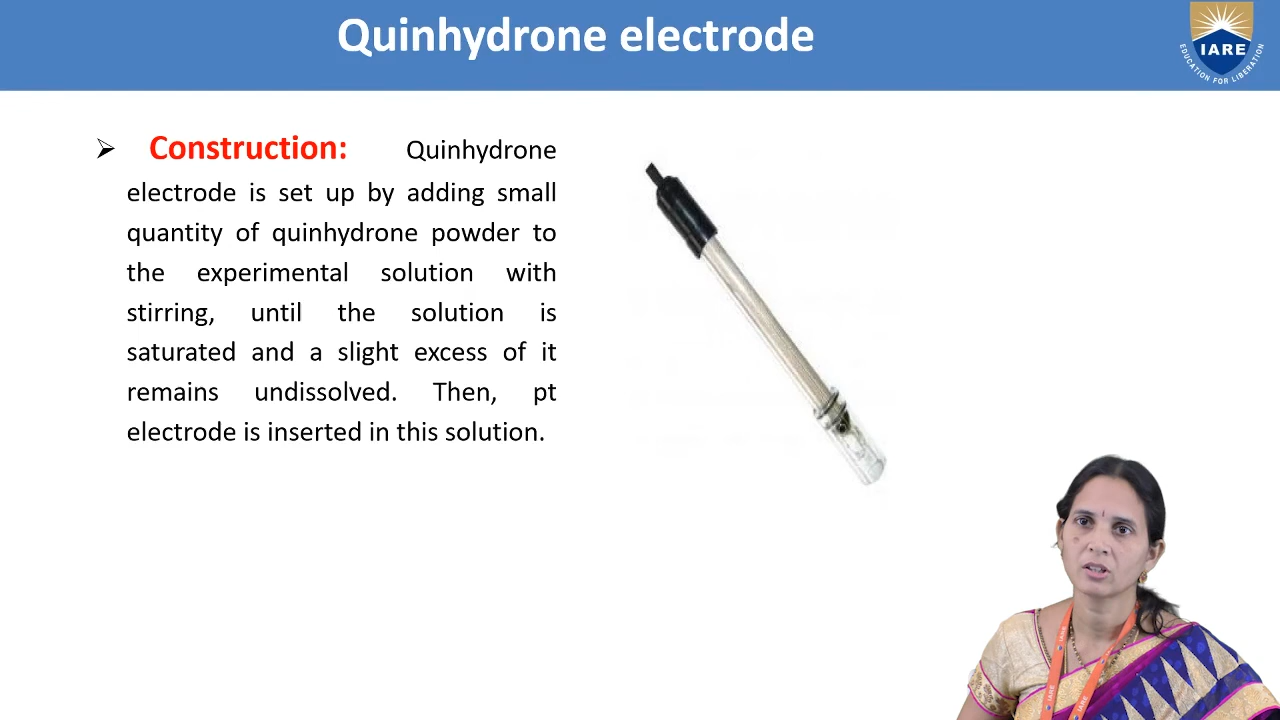 Quinhydrone electrode
IARE
EDUCATION FOR LIBERATION
➢ Construction: Quinhydrone
electrode is set up by adding small
quantity of quinhydrone powder to
the experimental solution with
stirring, until the solution is
saturated and a slight excess of it
remains undissolved. Then, pt
electrode is inserted in this solution.
IARE
IARE